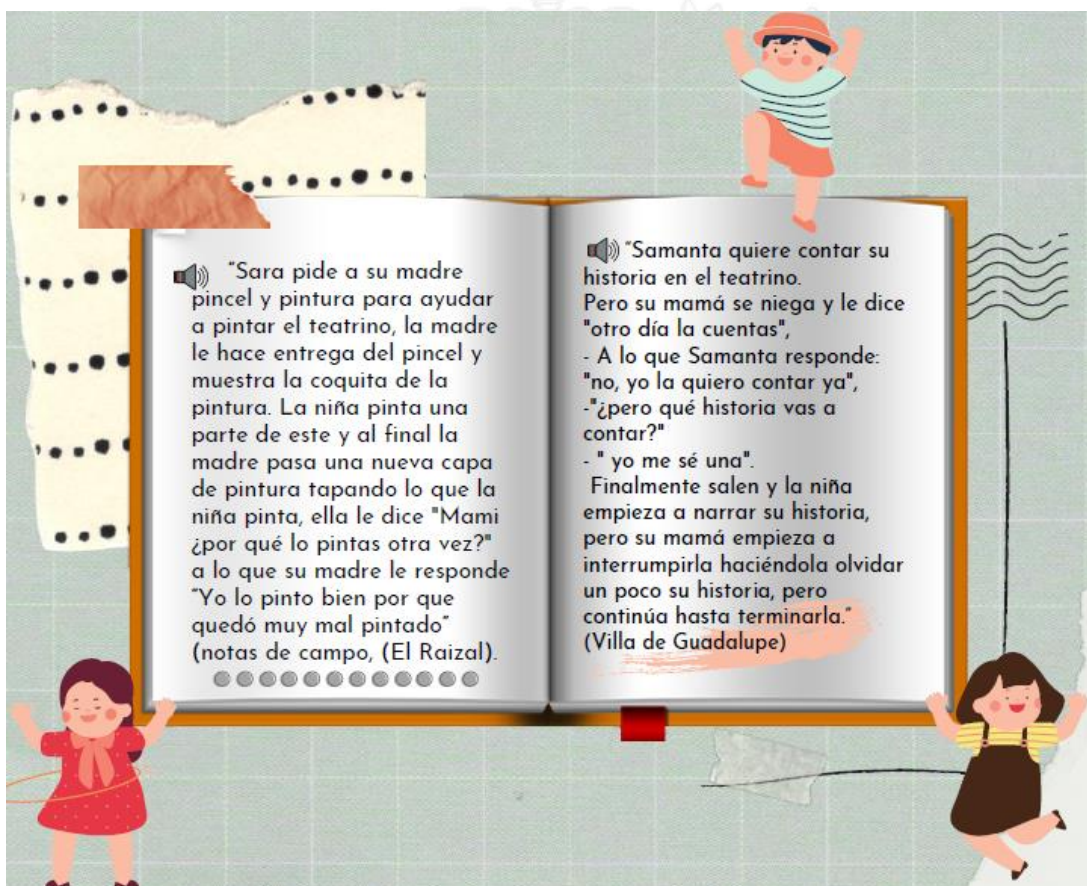 “Sara pide a su madre
pincel y pintura para ayudar
a pintar el teatrino, la madre
le hace entrega del pincel y
muestra la coquita de la
pintura. La niña pinta una
parte de este y al final la
madre pasa una nueva capa
de pintura tapando lo que la
niña pinta, ella le dice "Mami
¿por qué lo pintas otra vez?"
a lo que su madre le responde
“Yo lo pinto bien por que
quedó muy mal pintado”
(notas de campo, (El Raizal).
“Samanta quiere contar su
historia en el teatrino.
Pero su mamá se niega y le dice
"otro día la cuentas",
- A lo que Samanta responde:
"no, yo la quiero contar ya",
-"¿pero qué historia vas a
contar?"
- " yo me sé una".
Finalmente salen y la niña
empieza a narrar su historia,
pero su mamá empieza a
interrumpirla haciéndola olvidar
un poco su historia, pero
continúa hasta terminarla.”
(Villa de Guadalupe)